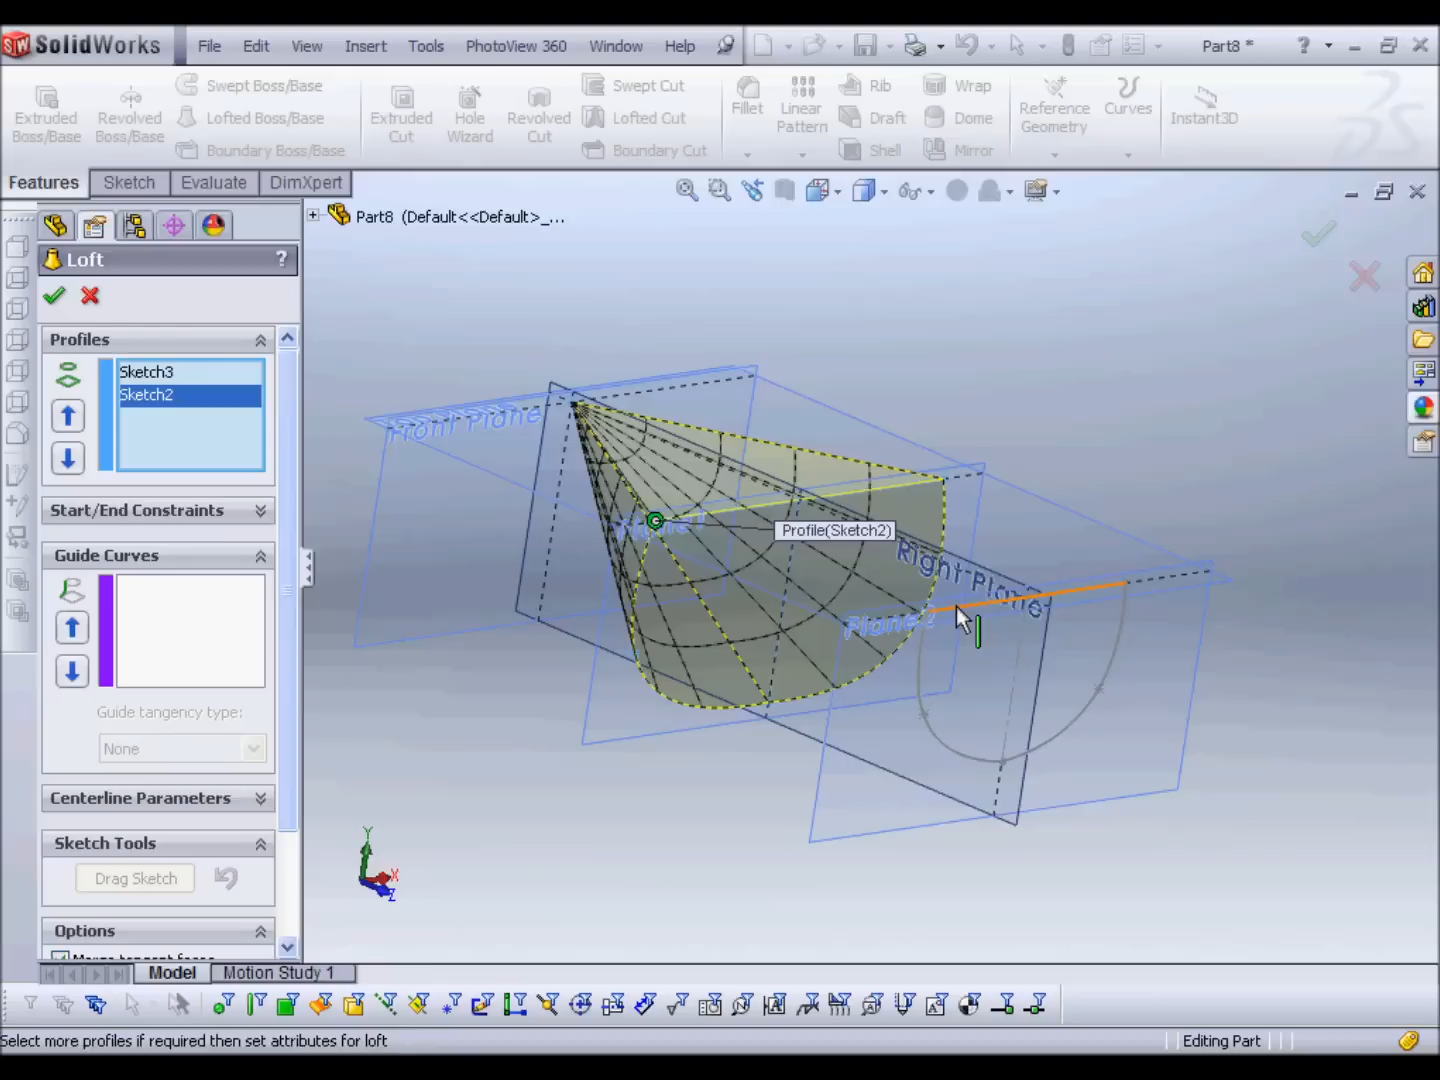 SolidWorks File Edit View Insert Tools PhotoView 360 Window Help Part8 * ?
Extruded Boss/Base
Revolved Boss/Base
Swept Boss/Base
Lofted Boss/Base
Boundary Boss/Base
Extruded Cut
Hole Wizard
Revolved Cut
Swept Cut
Lofted Cut
Boundary Cut
Fillet
Linear Pattern
Rib
Draft
Shell
Wrap
Dome
Mirror
Reference Geometry
Curves
Instant3D
Features Sketch Evaluate DimXpert
Part8 (Default<<Default>_...
Loft ?
Profiles
Sketch3
Sketch2
Start/End Constraints
Guide Curves
Guide tangency type:
None
Centerline Parameters
Sketch Tools
Drag Sketch
Options
Front Plane
Profile(Sketch2)
Right Plane
Y
X
Z
Model Motion Study 1
Select more profiles if required then set attributes for loft
Editing Part